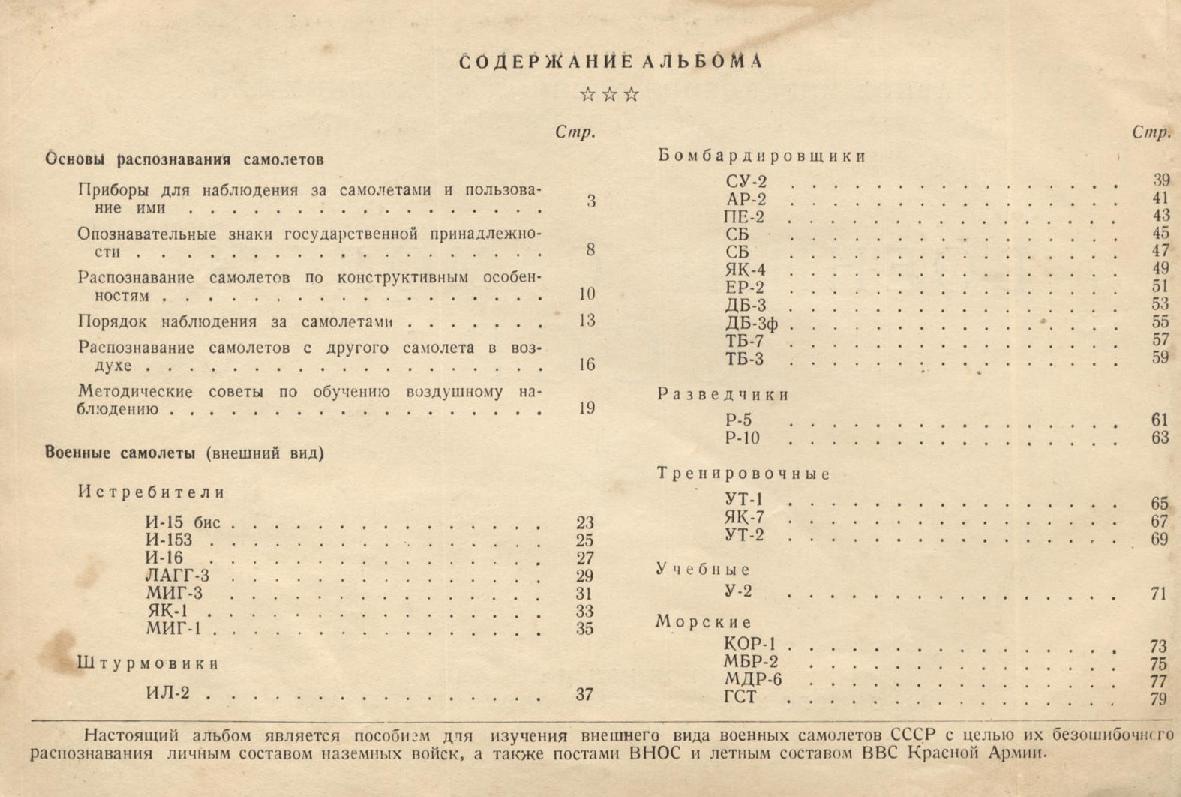 СОДЕРЖАНИЕ АЛЬБОМА
☆☆☆
Стр.
Основы распознавания самолетов
Приборы для наблюдения за самолетами и пользова-
ние ими . . . . . . . . . . . . . . . . . 3
Опознавательные знаки государственной принадлежно-
сти . . . . . . . . . . . . . . . . . . . 8
Распознавание самолетов по конструктивным особен-
ностям . . . . . . . . . . . . . . . . . . 10
Порядок наблюдения за самолетами . . . . . . . 13
Распознавание самолетов с другого самолета в воз-
духе . . . . . . . . . . . . . . . . . . . 16
Методические советы по обучению воздушному на-
блюдению . . . . . . . . . . . . . . . . . . 19
Военные самолеты (внешний вид)
Истребители
И-15 бис . . . . . . . . . . . . . . . 23
И-153 . . . . . . . . . . . . . . . . 25
И-16 . . . . . . . . . . . . . . . . 27
ЛАГГ-3 . . . . . . . . . . . . . . . 29
МИГ-3 . . . . . . . . . . . . . . . 31
ЯК-1 . . . . . . . . . . . . . . . . 33
МИГ-1 . . . . . . . . . . . . . . . . 35
Штурмовики
ИЛ-2 . . . . . . . . . . . . . . . . 37
Стр.
Бомбардировщики
СУ-2 . . . . . . . . . . . . . . . . 39
АР-2 . . . . . . . . . . . . . . . . 41
ПЕ-2 . . . . . . . . . . . . . . . . 43
СБ . . . . . . . . . . . . . . . . 45
СБ . . . . . . . . . . . . . . . . 47
ЯК-4 . . . . . . . . . . . . . . . . 49
ЕР-2 . . . . . . . . . . . . . . . . 51
ДБ-3 . . . . . . . . . . . . . . . . 53
ДБ-3ф . . . . . . . . . . . . . . . . 55
ТБ-7 . . . . . . . . . . . . . . . . 57
ТБ-3 . . . . . . . . . . . . . . . . 59
Разведчики
Р-5 . . . . . . . . . . . . . . . . 61
Р-10 . . . . . . . . . . . . . . . . 63
Тренировочные
УТ-1 . . . . . . . . . . . . . . . . 65
ЯК-7 . . . . . . . . . . . . . . . . 67
УТ-2 . . . . . . . . . . . . . . . . 69
Учебные
У-2 . . . . . . . . . . . . . . . . 71
Морские
КОР-1 . . . . . . . . . . . . . . . . 73
МБР-2 . . . . . . . . . . . . . . . . 75
МДР-6 . . . . . . . . . . . . . . . . 77
ГСТ . . . . . . . . . . . . . . . . 79
Настоящий альбом является пособием для изучения внешнего вида военных самолетов СССР с целью их безошибочного
распознавания личным составом наземных войск, а также постами ВНОС и летным составом ВВС Красной Армии.